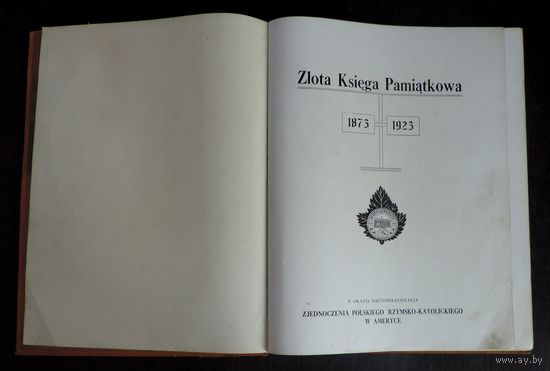 Złota Księga Pamiątkowa
1873 1923
Z OKAZJI PIĘĆDZIESIĘCIOLECIA
ZJEDNOCZENIA POLSKIEGO RZYMSKO-KATOLICKIEGO
W AMERYCE
www.ay.by